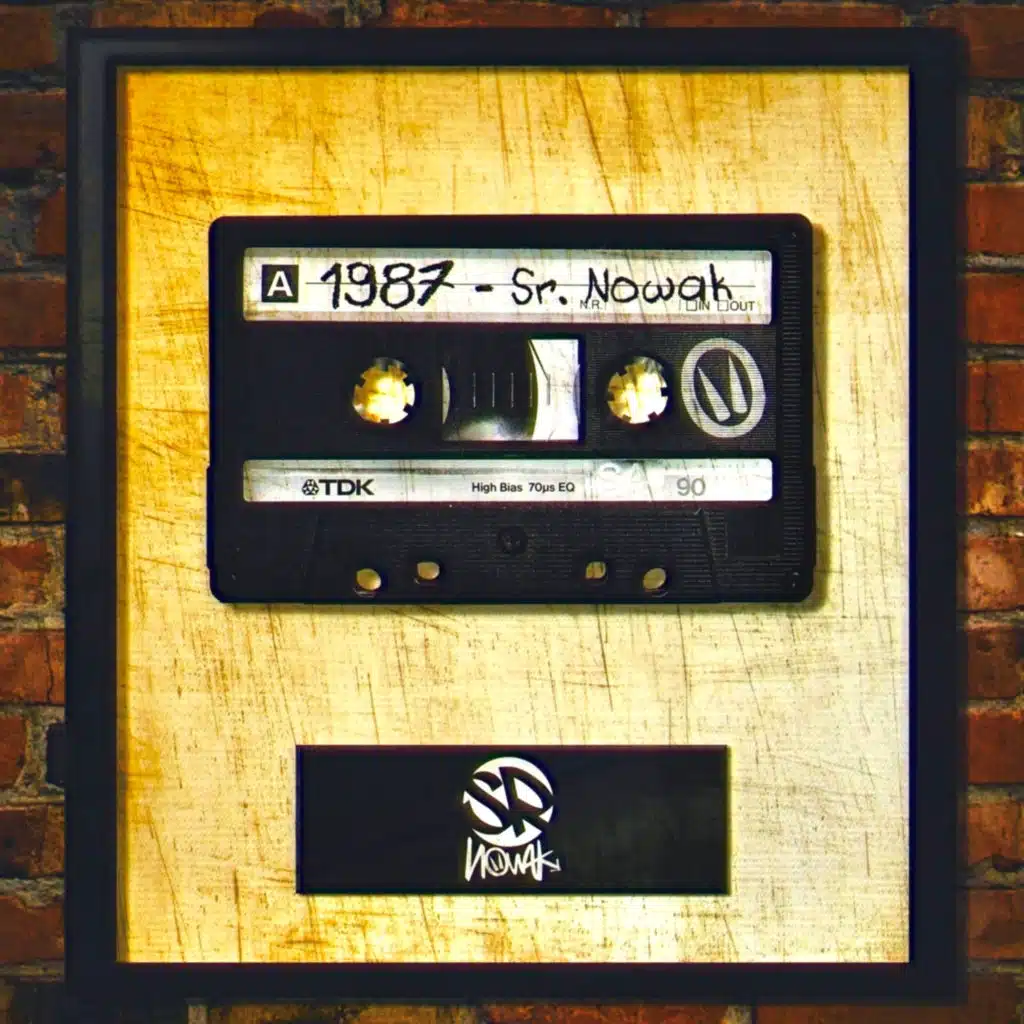 A 1987 - Sr. Nowak
N.R. IN OUT
TDK High Bias 70µs EQ SA 90
SR
NOWAK